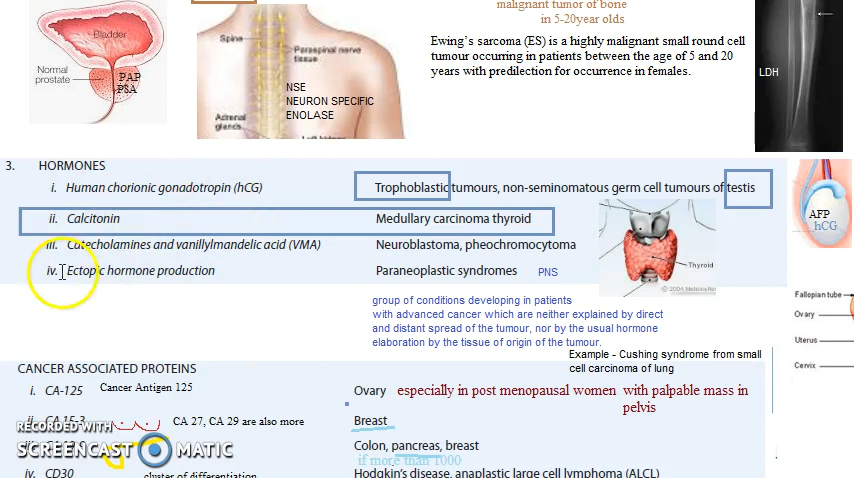 malignant tumor of bone
in 5-20year olds
Bladder
Normal
prostate
PAP
PSA
Spine
Paraspinal nerve
tissue
NSE
NEURON SPECIFIC
ENOLASE
Adrenal
glands
Ewing's sarcoma (ES) is a highly malignant small round cell
tumour occurring in patients between the age of 5 and 20
years with predilection for occurrence in females.
LDH
3. HORMONES
i. Human chorionic gonadotropin (hCG) Trophoblastic tumours, non-seminomatous germ cell tumours of testis
ii. Calcitonin Medullary carcinoma thyroid
iii. Catecholamines and vanillylmandelic acid (VMA) Neuroblastoma, pheochromocytoma
iv. Ectopic hormone production Paraneoplastic syndromes PNS
AFP
hCG
Thyroid
group of conditions developing in patients
with advanced cancer which are neither explained by direct
and distant spread of the tumour, nor by the usual hormone
elaboration by the tissue of origin of the tumour.
Example - Cushing syndrome from small
cell carcinoma of lung
Fallopian tube
Ovary
Uterus
Cervix
CANCER ASSOCIATED PROTEINS
i. CA-125 Cancer Antigen 125 Ovary especially in post menopausal women with palpable mass in
pelvis
ii. CA 15-3 CA 27, CA 29 are also more Breast
Colon, pancreas, breast
if more than 1000
iv. CD30 cluster of differentiation Hodgkin's disease, anaplastic large cell lymphoma (ALCL)
RECORDED WITH
SCREENCAST MATIC